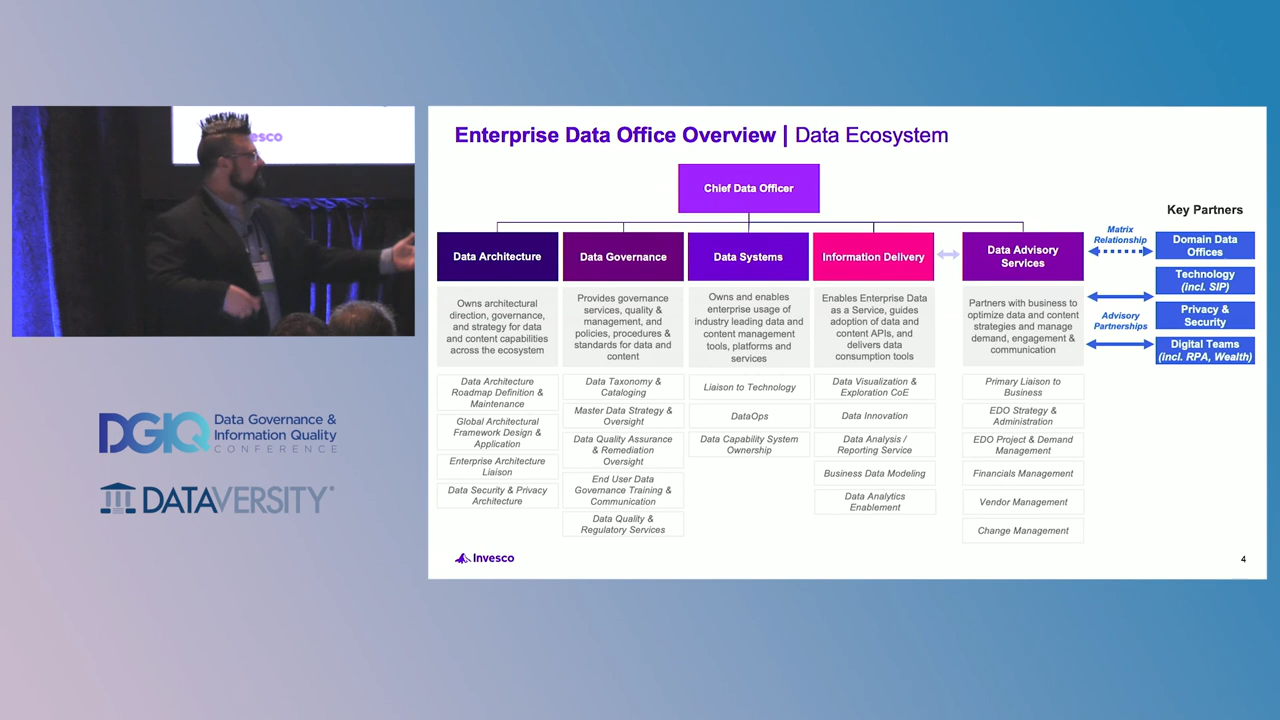 esco
DGIQ Data Governance &
Information Quality
CONFERENCE
DATAVERSITY
Enterprise Data Office Overview | Data Ecosystem
Chief Data Officer
Key Partners
Data Architecture
Owns architectural
direction, governance,
and strategy for data
and content capabilities
across the ecosystem
Data Architecture
Roadmap Definition &
Maintenance
Global Architectural
Framework Design &
Application
Enterprise Architecture
Liaison
Data Security & Privacy
Architecture
Data Governance
Provides governance
services, quality &
management, and
policies, procedures &
standards for data and
content
Data Taxonomy &
Cataloging
Master Data Strategy &
Oversight
Data Quality Assurance
& Remediation
Oversight
End User Data
Governance Training &
Communication
Data Quality &
Regulatory Services
Data Systems
Owns and enables
enterprise usage of
industry leading data and
content management
tools, platforms and
services
Liaison to Technology
DataOps
Data Capability System
Ownership
Information Delivery
Enables Enterprise Data
as a Service, guides
adoption of data and
content APIs, and
delivers data
consumption tools
Data Visualization &
Exploration CoE
Data Innovation
Data Analysis /
Reporting Service
Business Data Modeling
Data Analytics
Enablement
Data Advisory
Services
Partners with business to
optimize data and content
strategies and manage
demand, engagement &
communication
Primary Liaison to
Business
EDO Strategy &
Administration
EDO Project & Demand
Management
Financials Management
Vendor Management
Change Management
Matrix
Relationship
Advisory
Partnerships
Domain Data
Offices
Technology
(incl. SIP)
Privacy &
Security
Digital Teams
(incl. RPA, Wealth)
Invesco
4